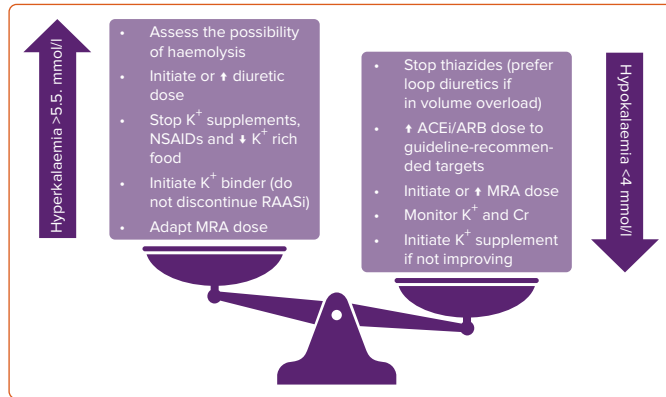 Hyperkalaemia >5.5. mmol/l
• Assess the possibility
of haemolysis
• Initiate or ⬆ diuretic
dose
• Stop K⁺ supplements,
NSAIDs and ⬇ K⁺ rich
food
• Initiate K⁺ binder (do
not discontinue RAASi)
• Adapt MRA dose
• Stop thiazides (prefer
loop diuretics if
in volume overload)
• ⬆ ACEi/ARB dose to
guideline-recommen-
ded targets
• Initiate or ⬆ MRA dose
• Monitor K⁺ and Cr
• Initiate K⁺ supplement
if not improving
Hypokalaemia <4 mmol/l